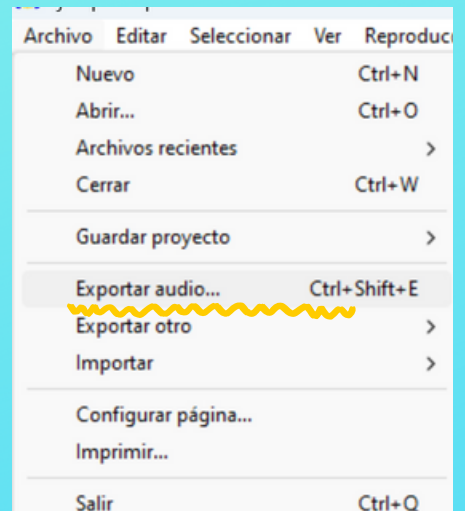 Archivo Editar Seleccionar Ver Reproduc
Nuevo Ctrl+N
Abrir... Ctrl+O
Archivos recientes >
Cerrar Ctrl+W
Guardar proyecto >
Exportar audio... Ctrl+Shift+E
Exportar otro >
Importar >
Configurar página...
Imprimir...
Salir Ctrl+Q